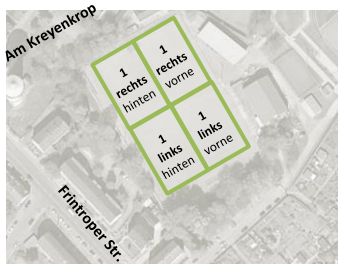 Am Kreyenkrop
1
rechts
hinten
1
rechts
vorne
1
links
hinten
1
links
vorne
Frintroper Str.